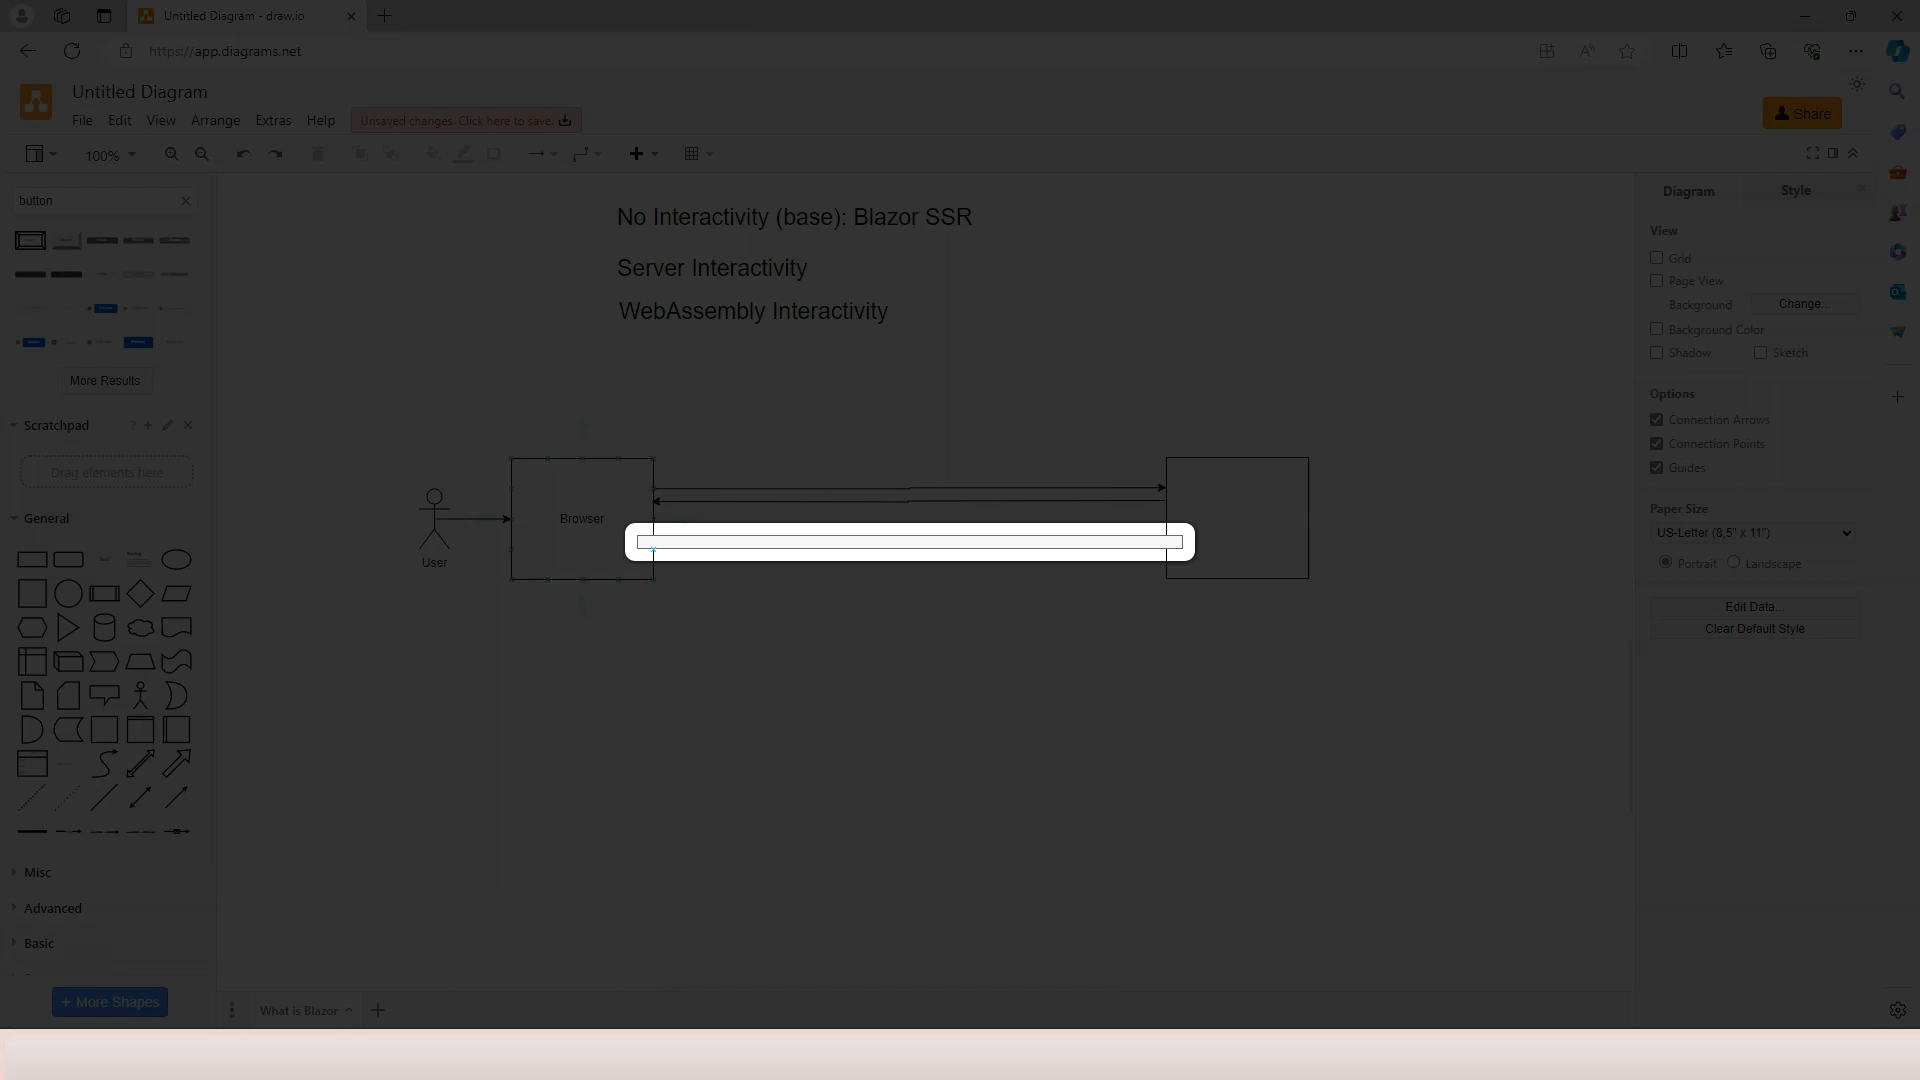 Untitled Diagram - draw.io
https://app.diagrams.net
Untitled Diagram
File Edit View Arrange Extras Help
Unsaved changes. Click here to save.
Share
100%
button
Diagram
Style
No Interactivity (base): Blazor SSR
Server Interactivity
WebAssembly Interactivity
View
Grid
Page View
Background
Change...
Background Color
Shadow
Sketch
More Results
Options
Connection Arrows
Connection Points
Guides
Scratchpad
?
Drag elements here
General
Browser
User
Paper Size
US-Letter (8,5" x 11")
Portrait
Landscape
Edit Data...
Clear Default Style
Misc
Advanced
Basic
+ More Shapes
What is Blazor